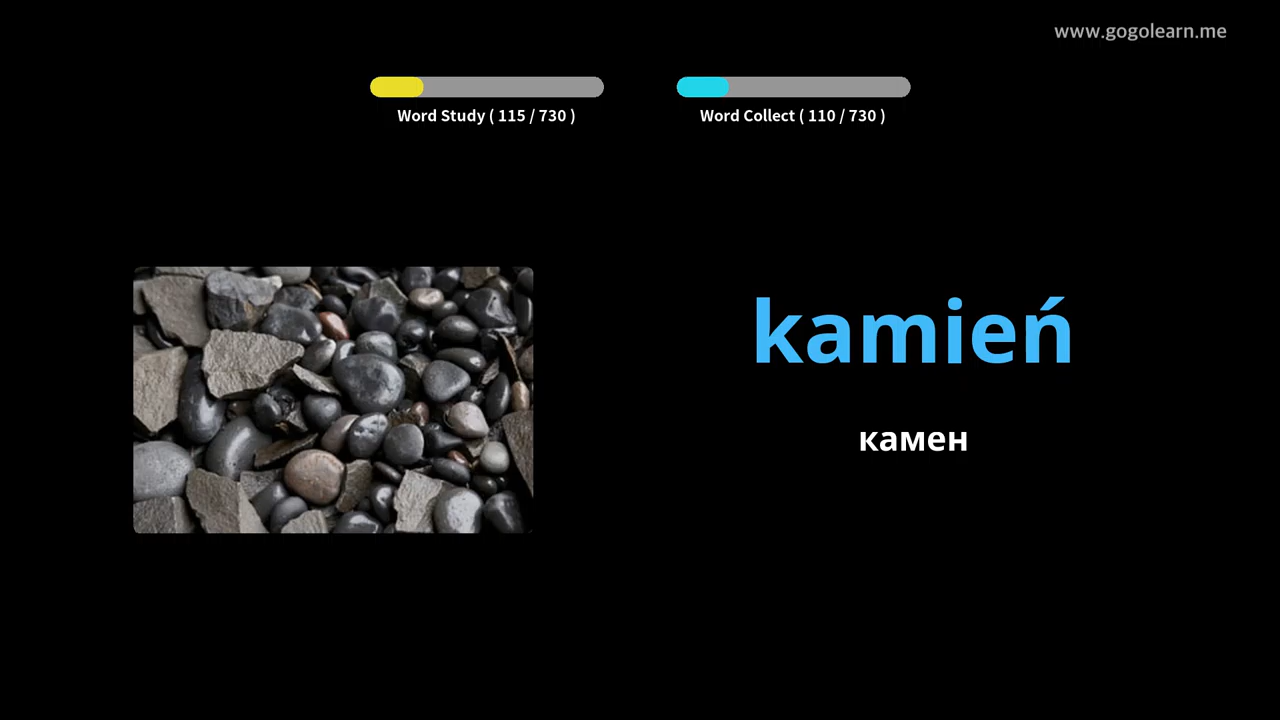 www.gogolearn.me
Word Study ( 115 / 730 )
Word Collect ( 110 / 730 )
kamień
камен